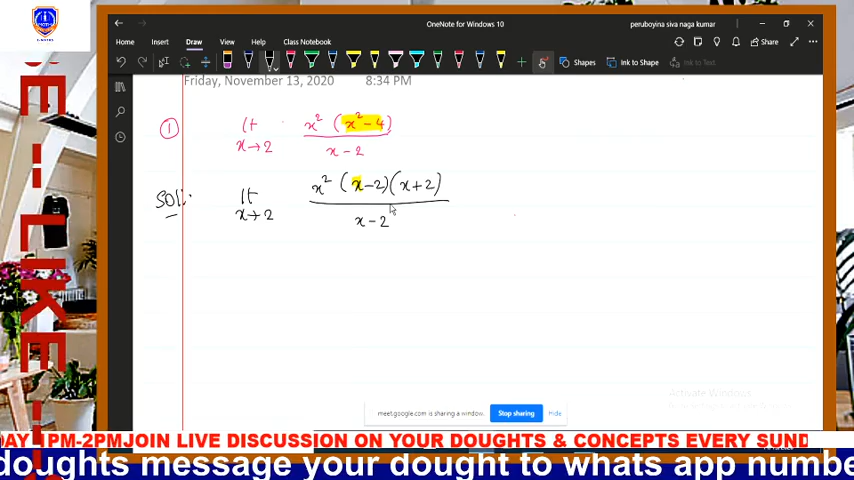 OneNote for Windows 10
peruboyina siva naga kumar
Home Insert Draw View Help Class Notebook
Share
Shapes Ink to Shape Ink to Text
Friday, November 13, 2020 8:34 PM
① lt x→2 x² (x²-4) / x-2
Sol: lt x→2 x² (x-2)(x+2) / x-2
Activate Windows
meet.google.com is sharing a window. Stop sharing Hide
DAY 1PM-2PMJOIN LIVE DISCUSSION ON YOUR DOUGHTS & CONCEPTS EVERY SUND
doughts message your dought to whats app numbe
LIKE